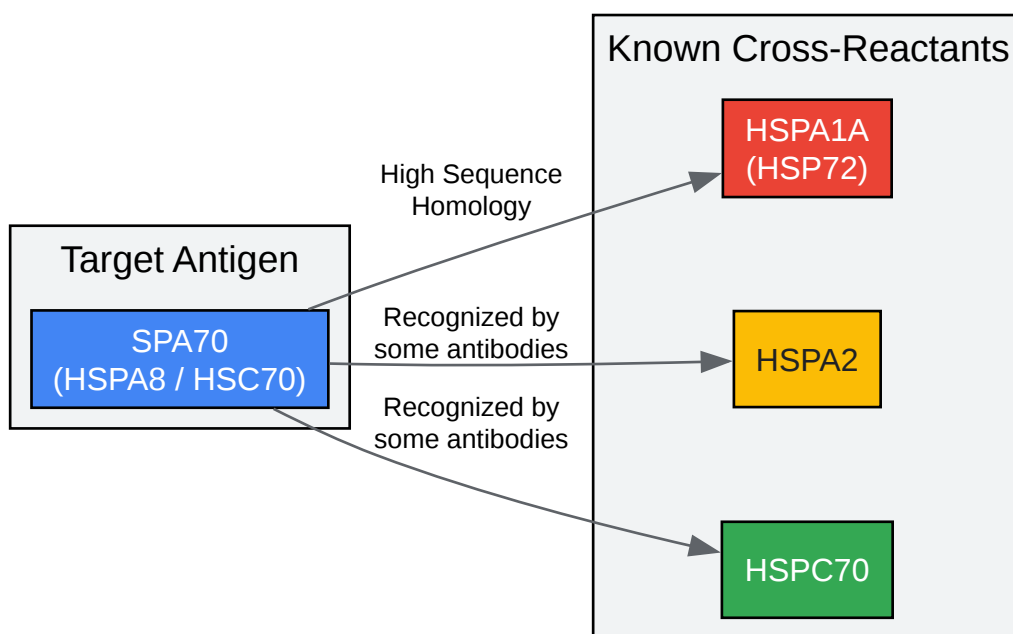 Known Cross-Reactants
HSPA1A
(HSP72)
High Sequence
Homology
Target Antigen
SPA70
(HSPA8 / HSC70)
Recognized by
some antibodies
HSPA2
Recognized by
some antibodies
HSPC70